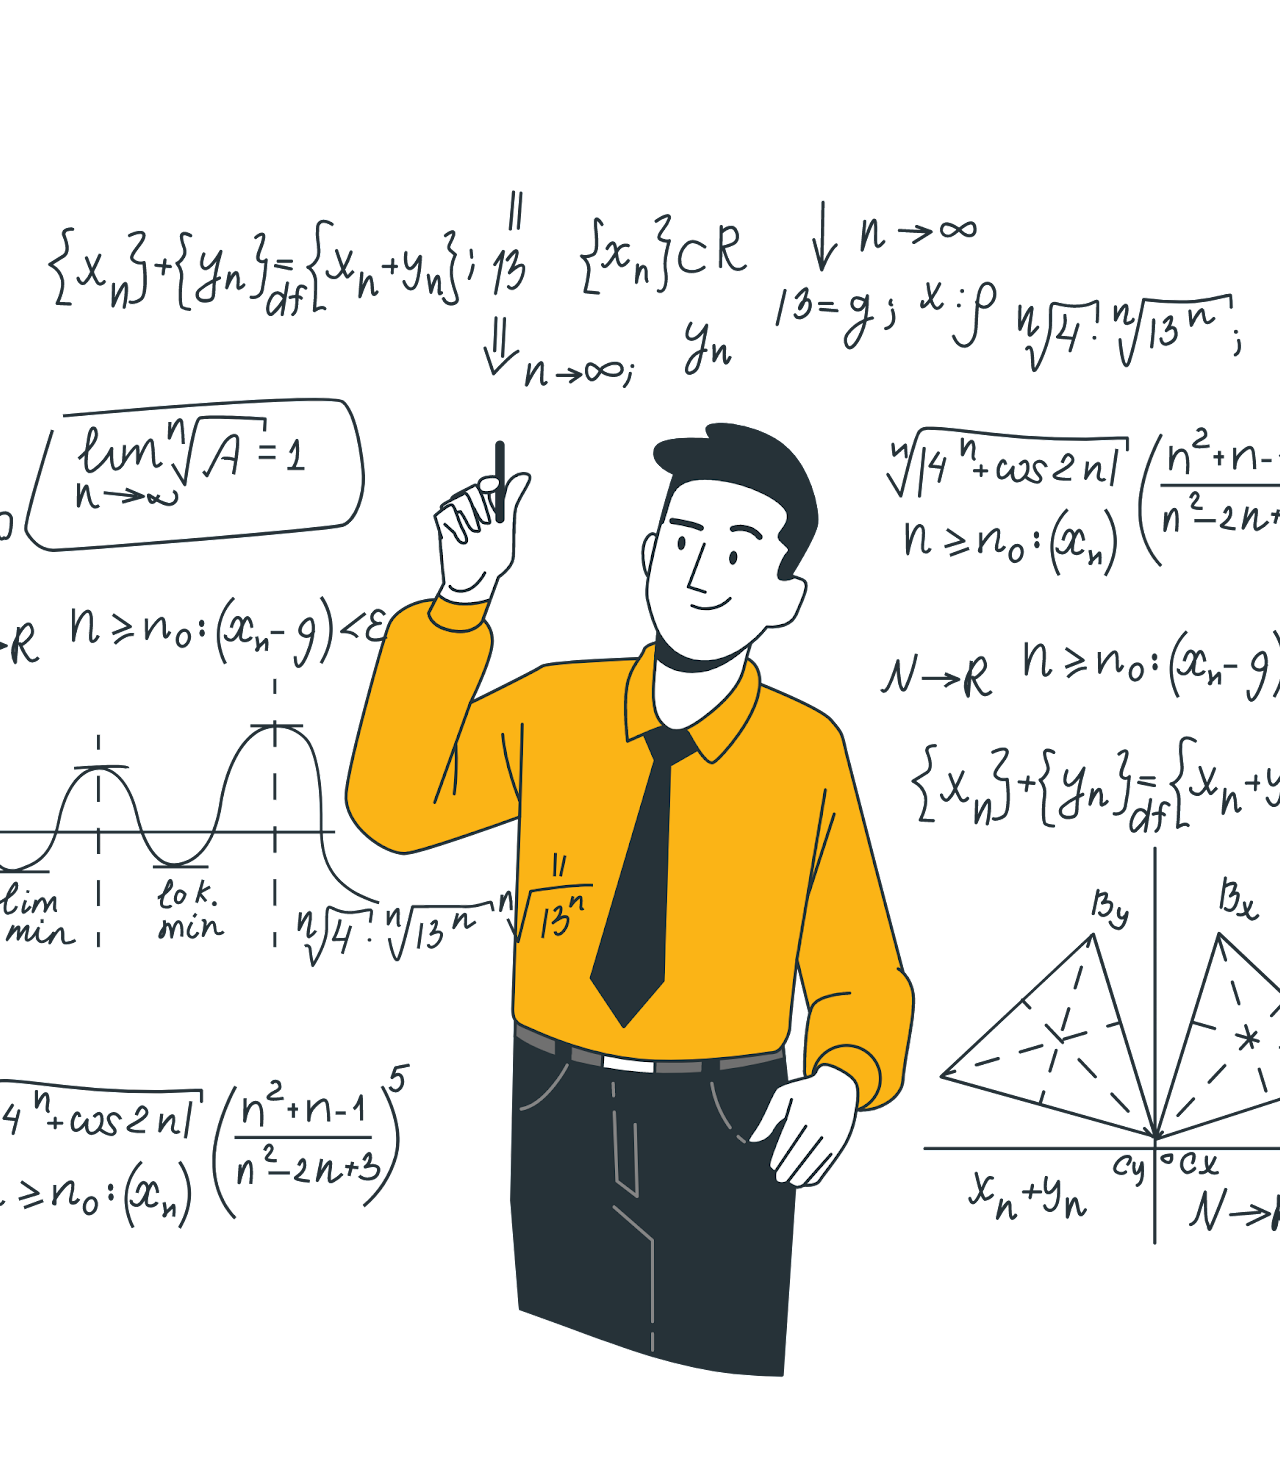 {xn}+{yn}=df{xn+yn}; 13
n→∞;
{xn}⊂R
yn
n→∞
13=g; x:ρ ⁿ√4 · ⁿ√13ⁿ;
lim n→∞ ⁿ√A=1
→R n≥n₀:(xn-g)<ε
lim min
lok. min
ⁿ√4 · ⁿ√13ⁿ ⁿ√13ⁿ
4ⁿ+cos2n| ((n²+n-1)/(n²-2n+3))⁵
≥n₀:(xn)
ⁿ√|4ⁿ+cos2n| (n²+n-
n²-2n+
n≥n₀:(xn)
N→R n≥n₀:(xn-g)
{xn}+{yn}=df{xn+y
By Bx
Cy ° Cx
xn+yn N→R